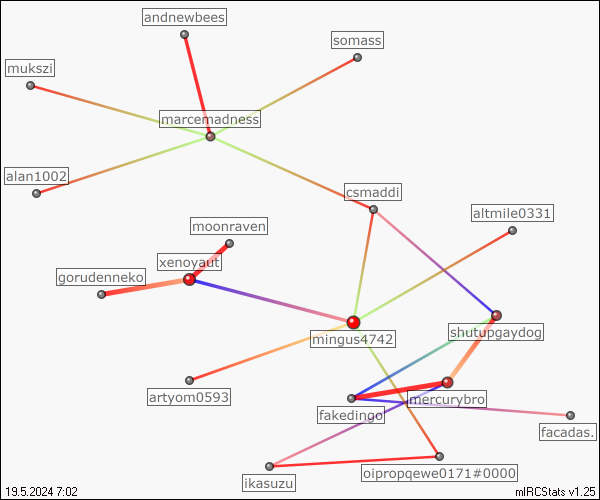 andnewbees
somass
mukszi
marcemadness
alan1002
csmaddi
altmile0331
moonraven
xenoyaut
gorudenneko
shutupgaydog
mingus4742
artyom0593
mercurybro
fakedingo
facadas.
oipropqewe0171#0000
ikasuzu
19.5.2024 7:02
mIRCStats v1.25